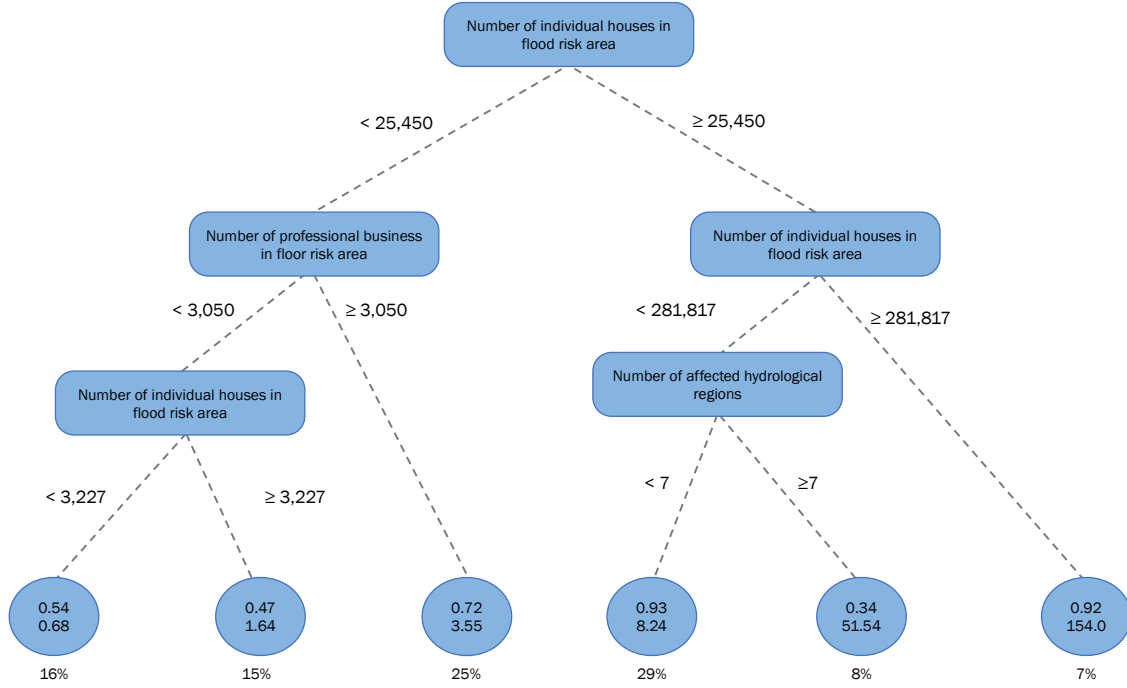 Number of individual houses in
flood risk area
< 25,450
≥ 25,450
Number of professional business
in floor risk area
Number of individual houses in
flood risk area
< 3,050
≥ 3,050
< 281,817
≥ 281,817
Number of individual houses in
flood risk area
Number of affected hydrological
regions
< 3,227
≥ 3,227
< 7
≥7
0.54
0.68
0.47
1.64
0.72
3.55
0.93
8.24
0.34
51.54
0.92
154.0
16%
15%
25%
29%
8%
7%